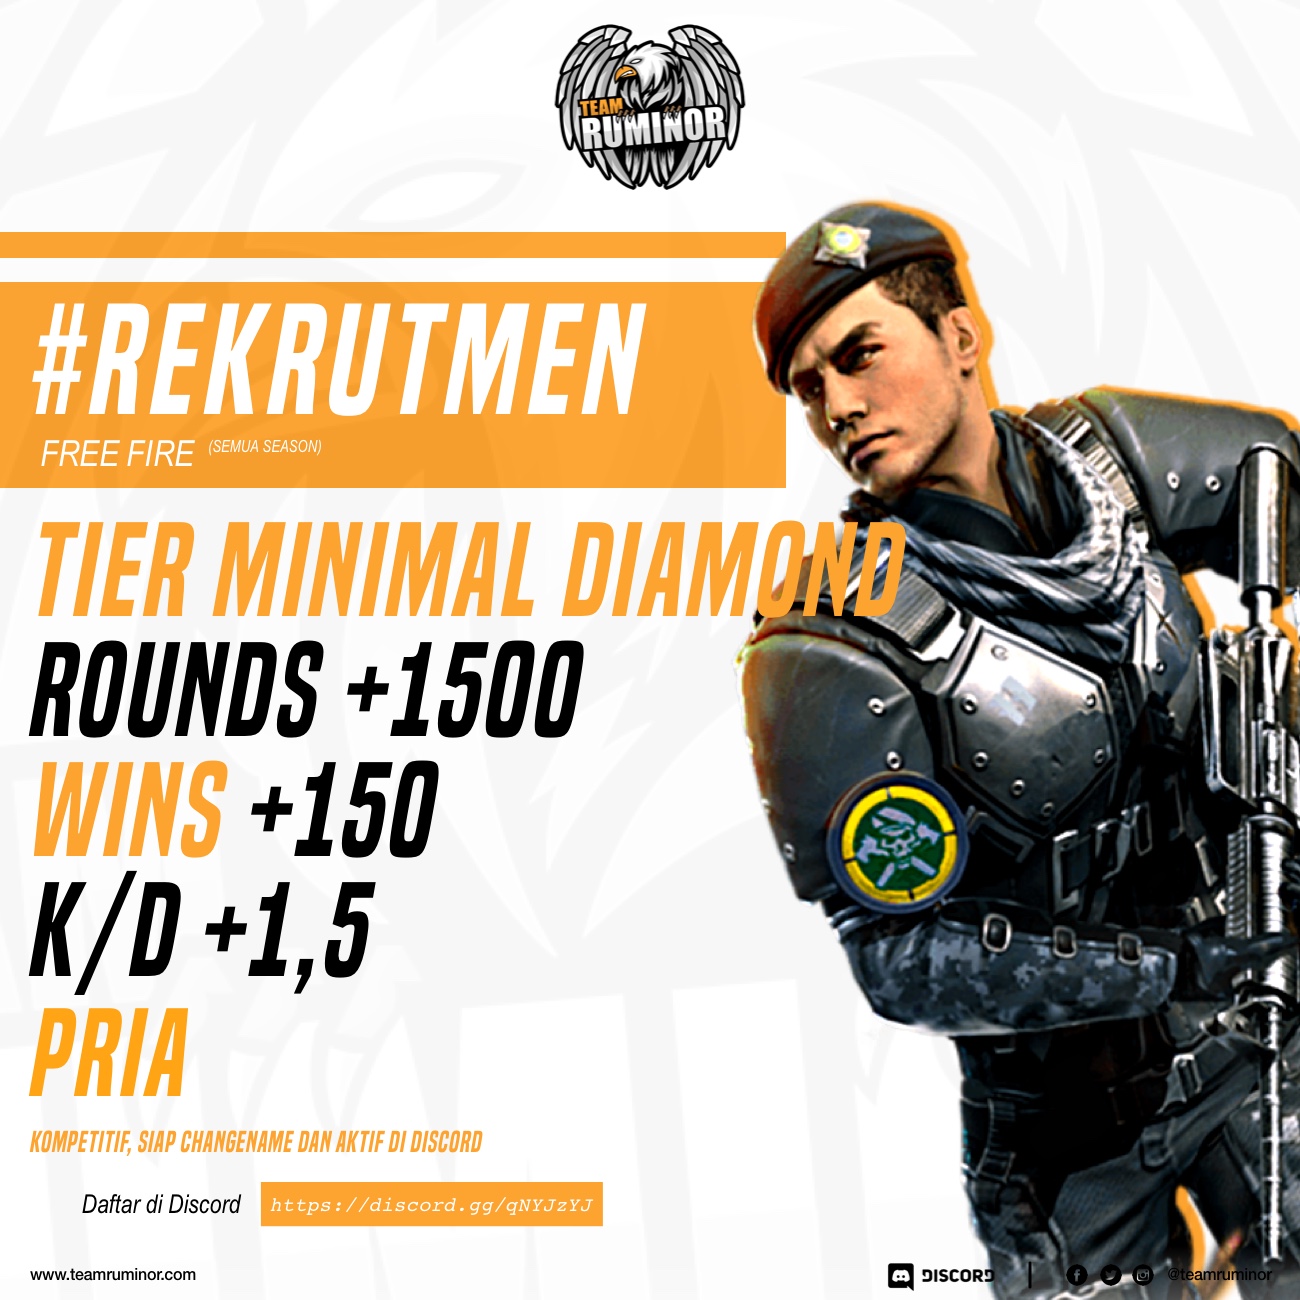 TEAM
RUMINOR
#REKRUTMEN
FREE FIRE (SEMUA SEASON)
TIER MINIMAL DIAMOND
ROUNDS +1500
WINS +150
K/D +1,5
PRIA
KOMPETITIF, SIAP CHANGENAME DAN AKTIF DI DISCORD
Daftar di Discord https://discord.gg/qNYJzYJ
www.teamruminor.com
DISCORD | @teamruminor